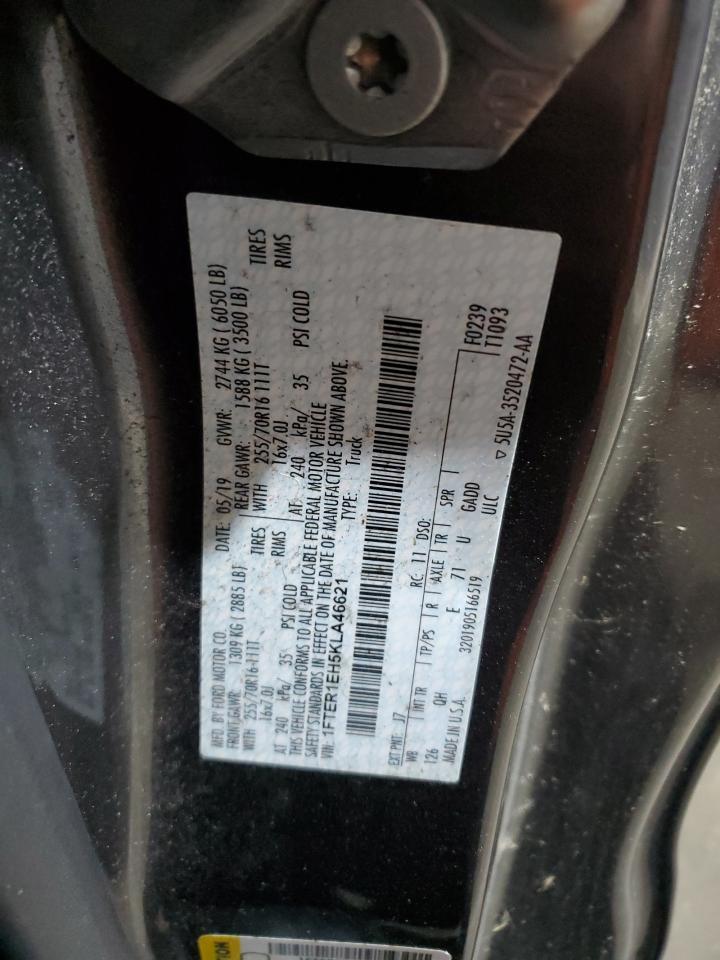 MFD. BY FORD MOTOR CO. DATE: 05/19 GVWR: 2744 KG ( 6050 LB)
FRONT GAWR: 1309 KG ( 2885 LB) REAR GAWR: 1588 KG ( 3500 LB)
WITH 255/70R16 111T TIRES WITH 255/70R16 111T TIRES
16x7.0J RIMS 16x7.0J RIMS
AT 240 kPa/ 35 PSI COLD AT: 240 kPa/ 35 PSI COLD
THIS VEHICLE CONFORMS TO ALL APPLICABLE FEDERAL MOTOR VEHICLE
SAFETY STANDARDS IN EFFECT ON THE DATE OF MANUFACTURE SHOWN ABOVE.
VIN: 1FTER1EH5KLA46621 TYPE: Truck
F0239
T1093
EXT PNT: J7 RC: 11 DSO:
WB INT TR TP/PS R AXLE TR SPR
126 QH E 71 U GADD
MADE IN U.S.A. 3201905166519 ULC
▽ 5U5A-3520472-AA